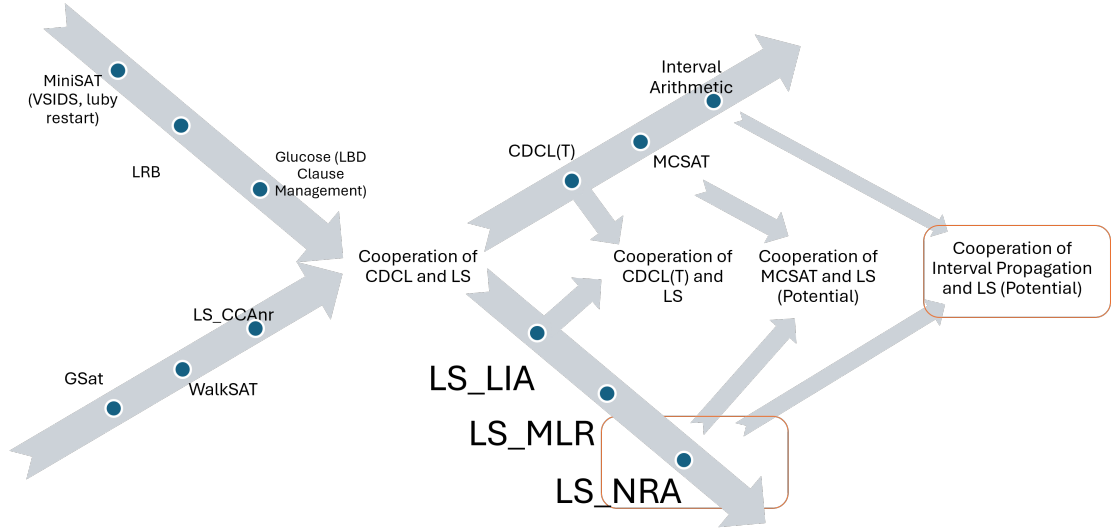 MiniSAT
(VSIDS, luby
restart)
LRB
Glucose (LBD
Clause
Management)
LS_CCAnr
GSat
WalkSAT
Cooperation of
CDCL and LS
Interval
Arithmetic
CDCL(T)
MCSAT
Cooperation of
CDCL(T) and
LS
Cooperation of
MCSAT and LS
(Potential)
Cooperation of
Interval Propagation
and LS (Potential)
LS_LIA
LS_MLR
LS_NRA